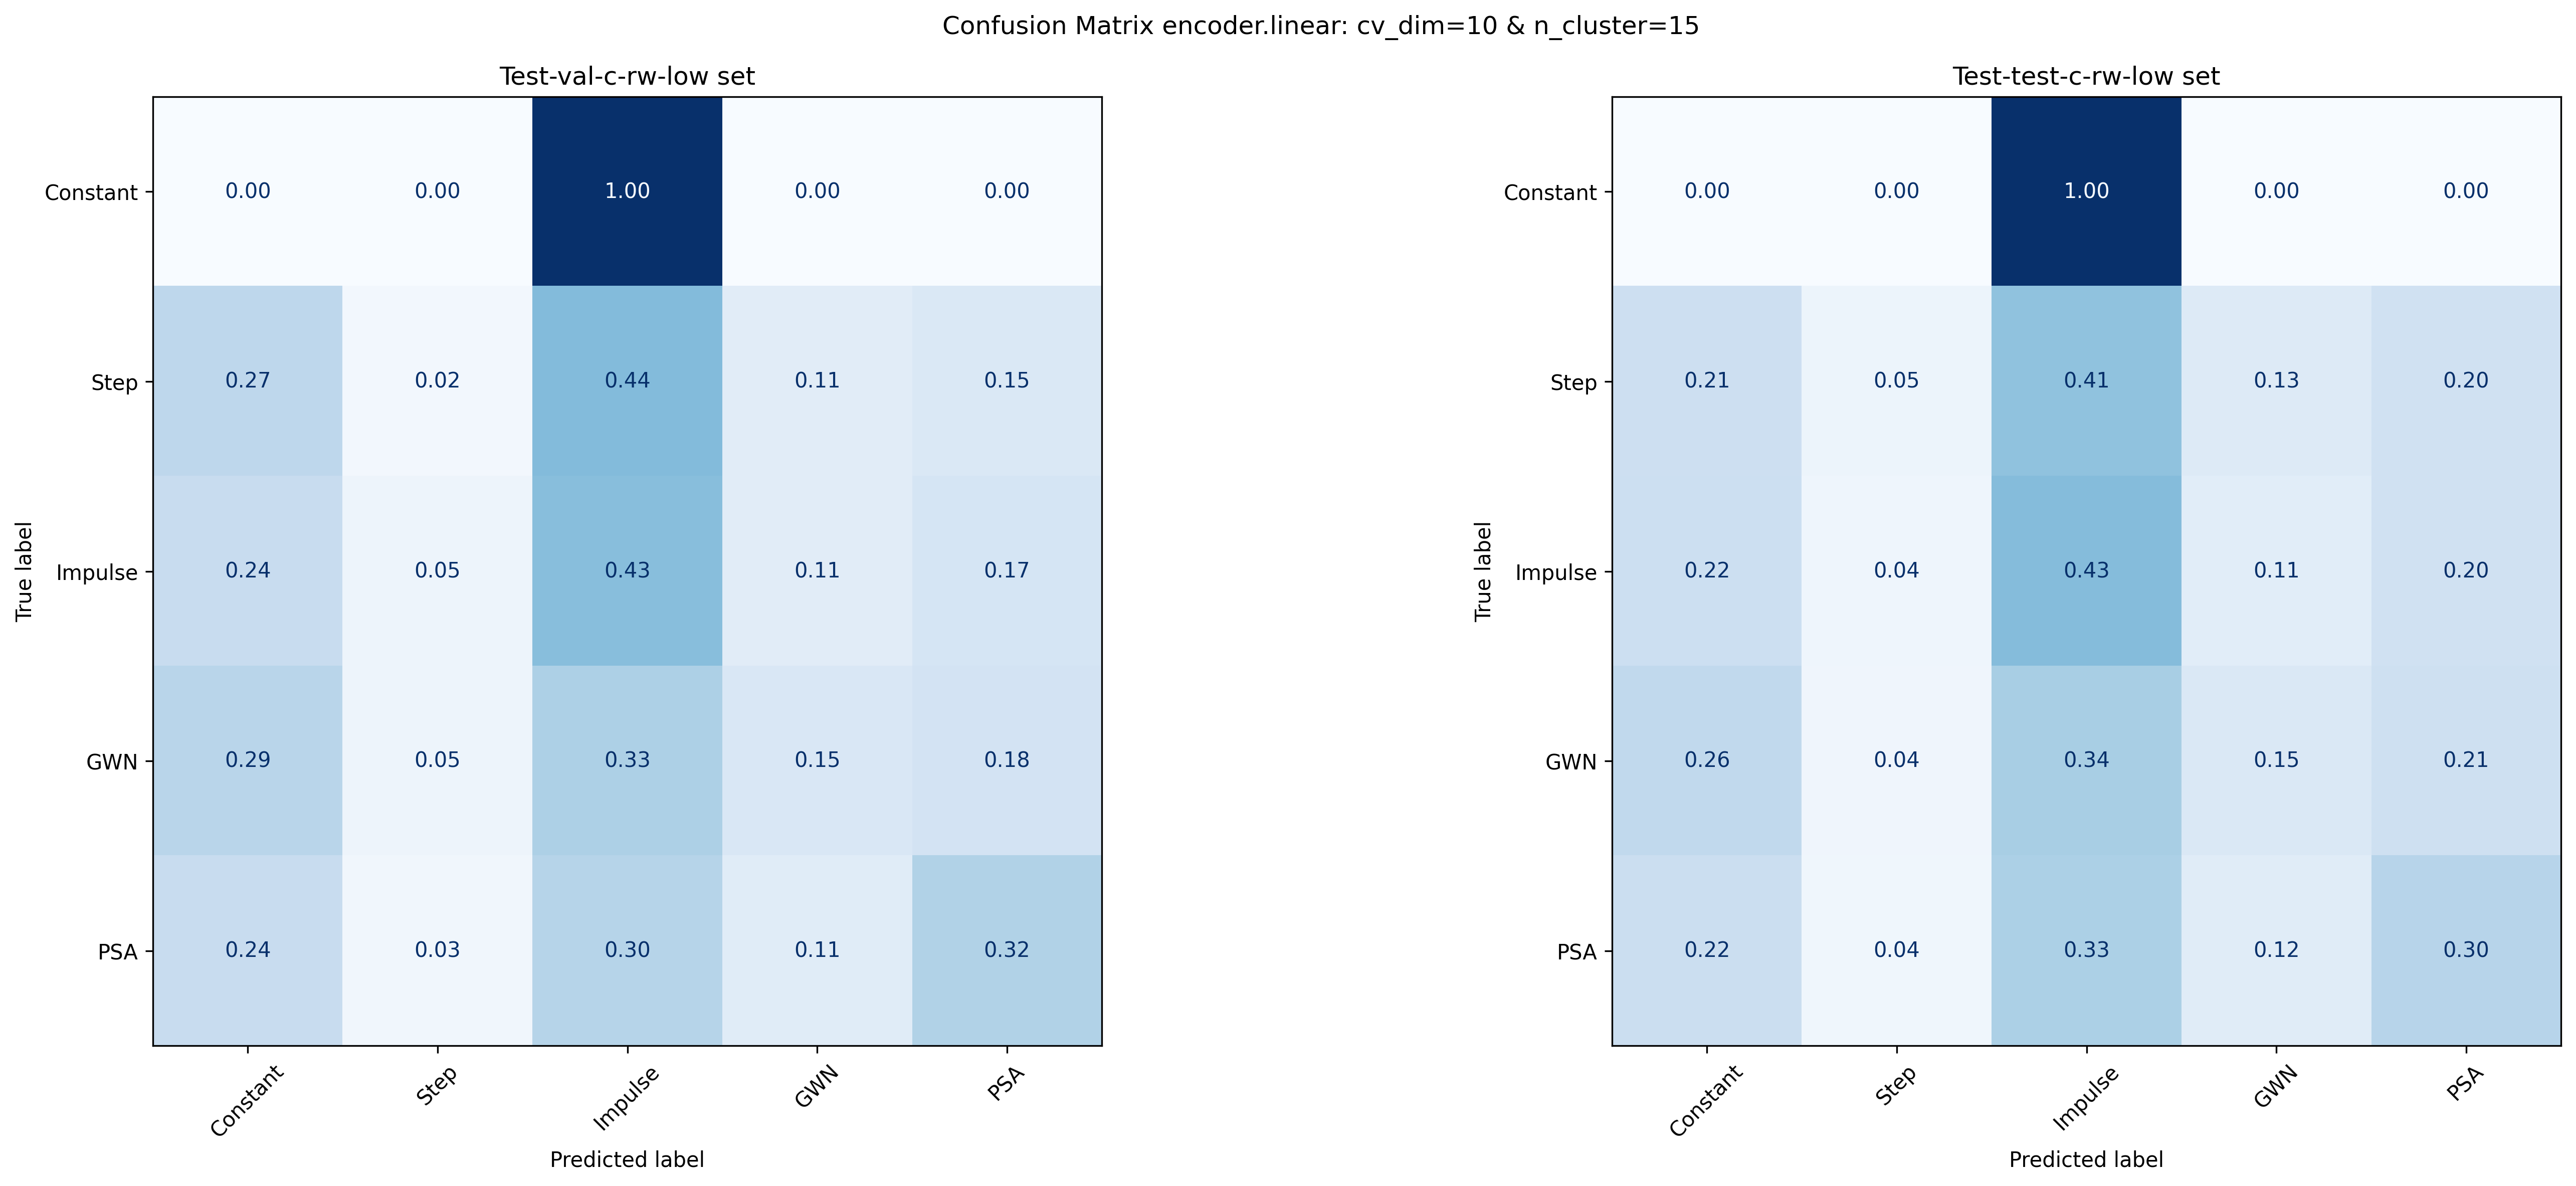 Confusion Matrix encoder.linear: cv_dim=10 & n_cluster=15
Test-val-c-rw-low set
True label
Constant 0.00 0.00 1.00 0.00 0.00
Step 0.27 0.02 0.44 0.11 0.15
Impulse 0.24 0.05 0.43 0.11 0.17
GWN 0.29 0.05 0.33 0.15 0.18
PSA 0.24 0.03 0.30 0.11 0.32
Constant Step Impulse GWN PSA
Predicted label
Test-test-c-rw-low set
True label
Constant 0.00 0.00 1.00 0.00 0.00
Step 0.21 0.05 0.41 0.13 0.20
Impulse 0.22 0.04 0.43 0.11 0.20
GWN 0.26 0.04 0.34 0.15 0.21
PSA 0.22 0.04 0.33 0.12 0.30
Constant Step Impulse GWN PSA
Predicted label